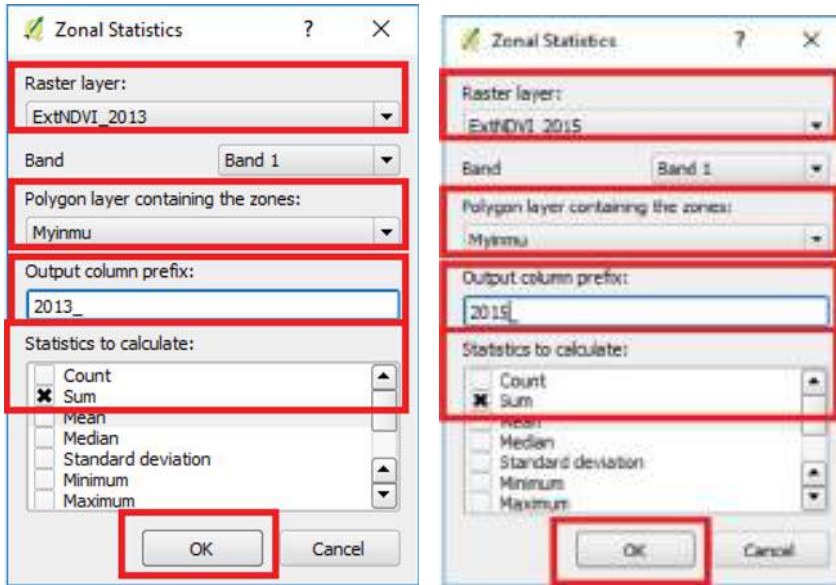 Zonal Statistics ?
Raster layer:
ExtNDVI_2013
Band Band 1
Polygon layer containing the zones:
Myinmu
Output column prefix:
2013_
Statistics to calculate:
Count
Sum
Mean
Median
Standard deviation
Minimum
Maximum
OK Cancel
Zonal Statistics ?
Raster layer:
ExtNDVI_2015
Band Band 1
Polygon layer containing the zones:
Myinmu
Output column prefix:
2015_
Statistics to calculate:
Count
Sum
Mean
Median
Standard deviation
Minimum
Maximum
OK Cancel